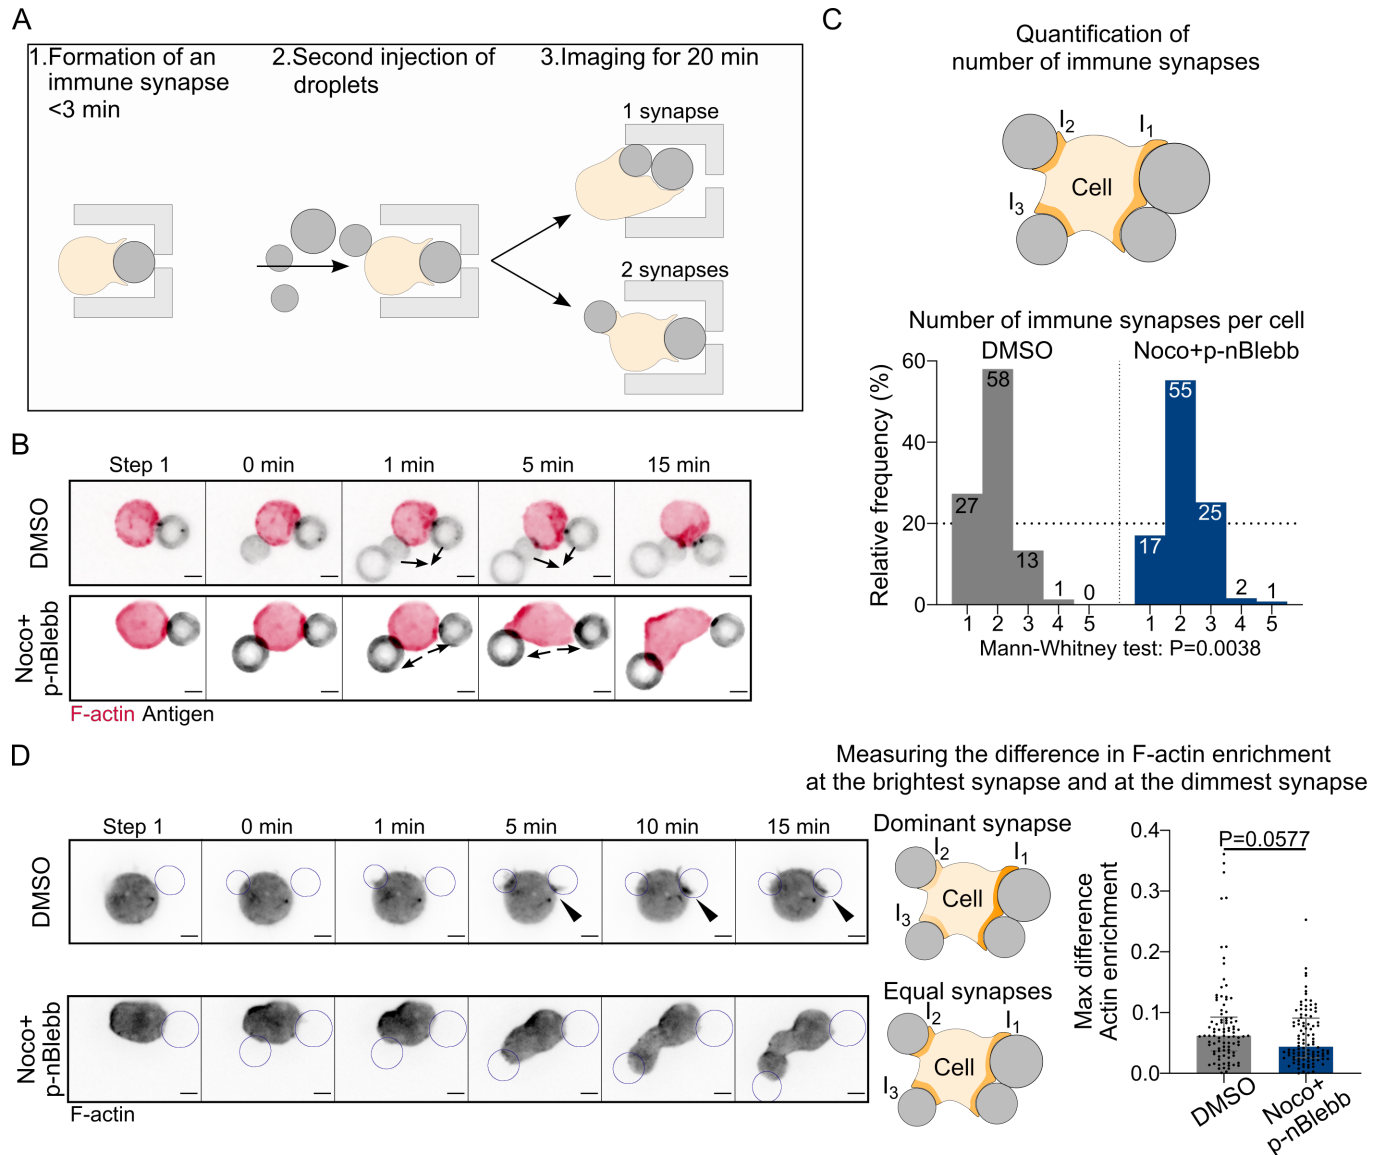 A
1.Formation of an
immune synapse
<3 min
2.Second injection of
droplets
3.Imaging for 20 min
1 synapse
2 synapses
B
Step 1
0 min
1 min
5 min
15 min
DMSO
Noco+
p-nBlebb
F-actin Antigen
C
Quantification of
number of immune synapses
I2
I1
Cell
I3
Number of immune synapses per cell
DMSO
Noco+p-nBlebb
Relative frequency (%)
60
40
20
0
27
58
13
1
0
17
55
25
2
1
1 2 3 4 5
1 2 3 4 5
Mann-Whitney test: P=0.0038
D
Step 1
0 min
1 min
5 min
10 min
15 min
DMSO
Noco+
p-nBlebb
F-actin
Measuring the difference in F-actin enrichment
at the brightest synapse and at the dimmest synapse
Dominant synapse
I2
I1
Cell
I3
Equal synapses
I2
I1
Cell
I3
Max difference
Actin enrichment
0.4
0.3
0.2
0.1
0.0
P=0.0577
DMSO
Noco+
p-nBlebb